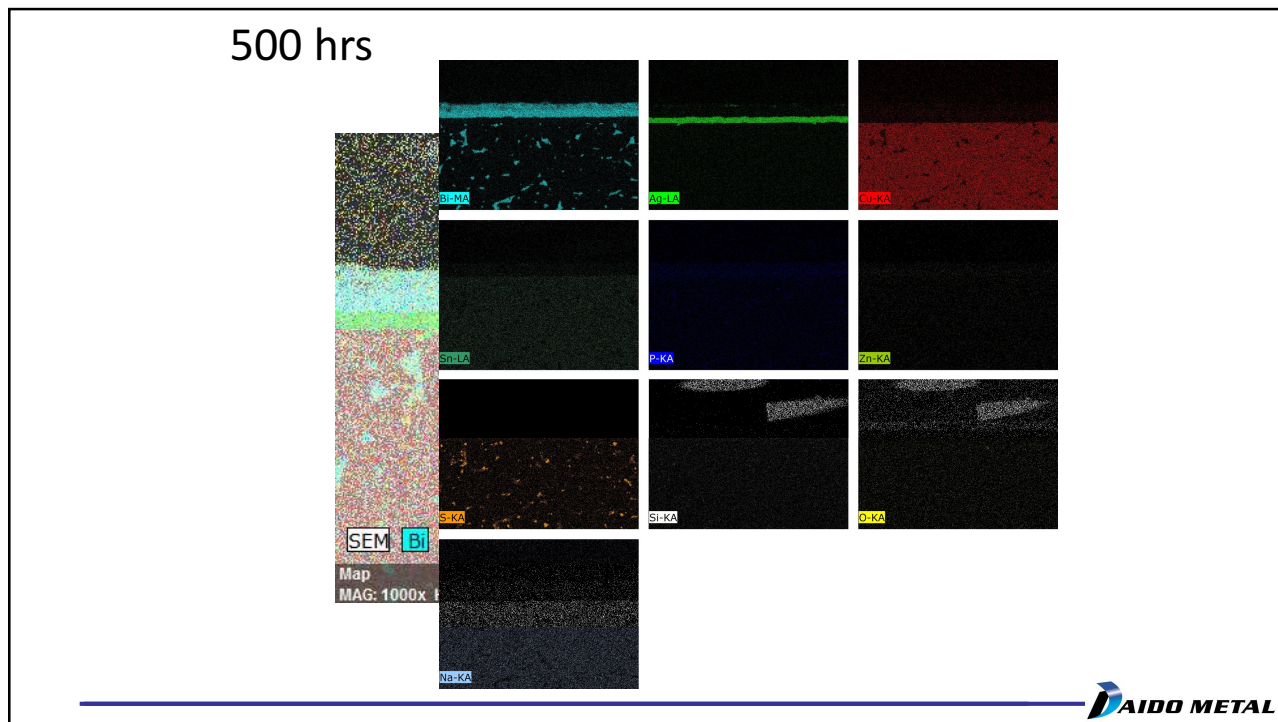 500 hrs
Bi-MA
Ag-LA
Cu-KA
Sn-LA
P-KA
Zn-KA
S-KA
Si-KA
O-KA
SEM Bi
Map
MAG: 1000x
Na-KA
DAIDO METAL